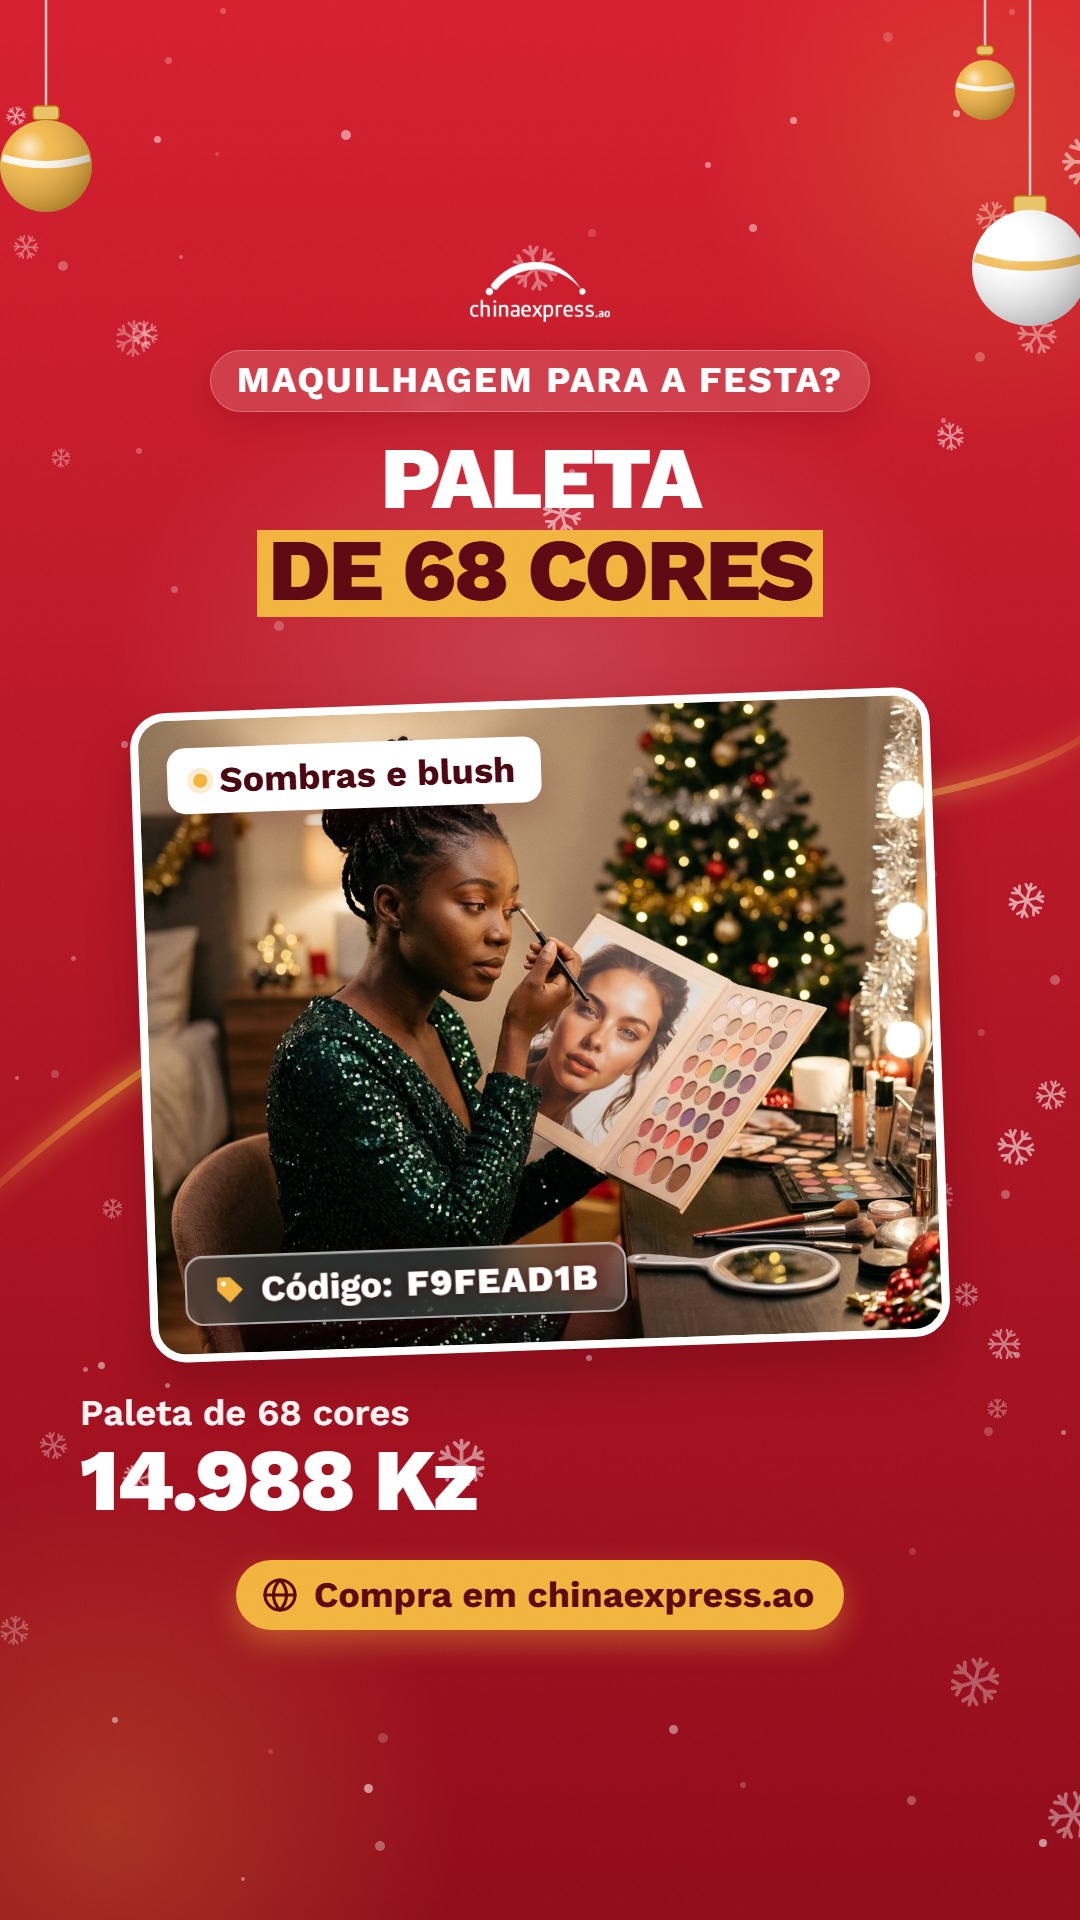 chinaexpress.ao
MAQUILHAGEM PARA A FESTA?
PALETA
DE 68 CORES
Sombras e blush
Código: F9FEAD1B
Paleta de 68 cores
14.988 Kz
Compra em chinaexpress.ao